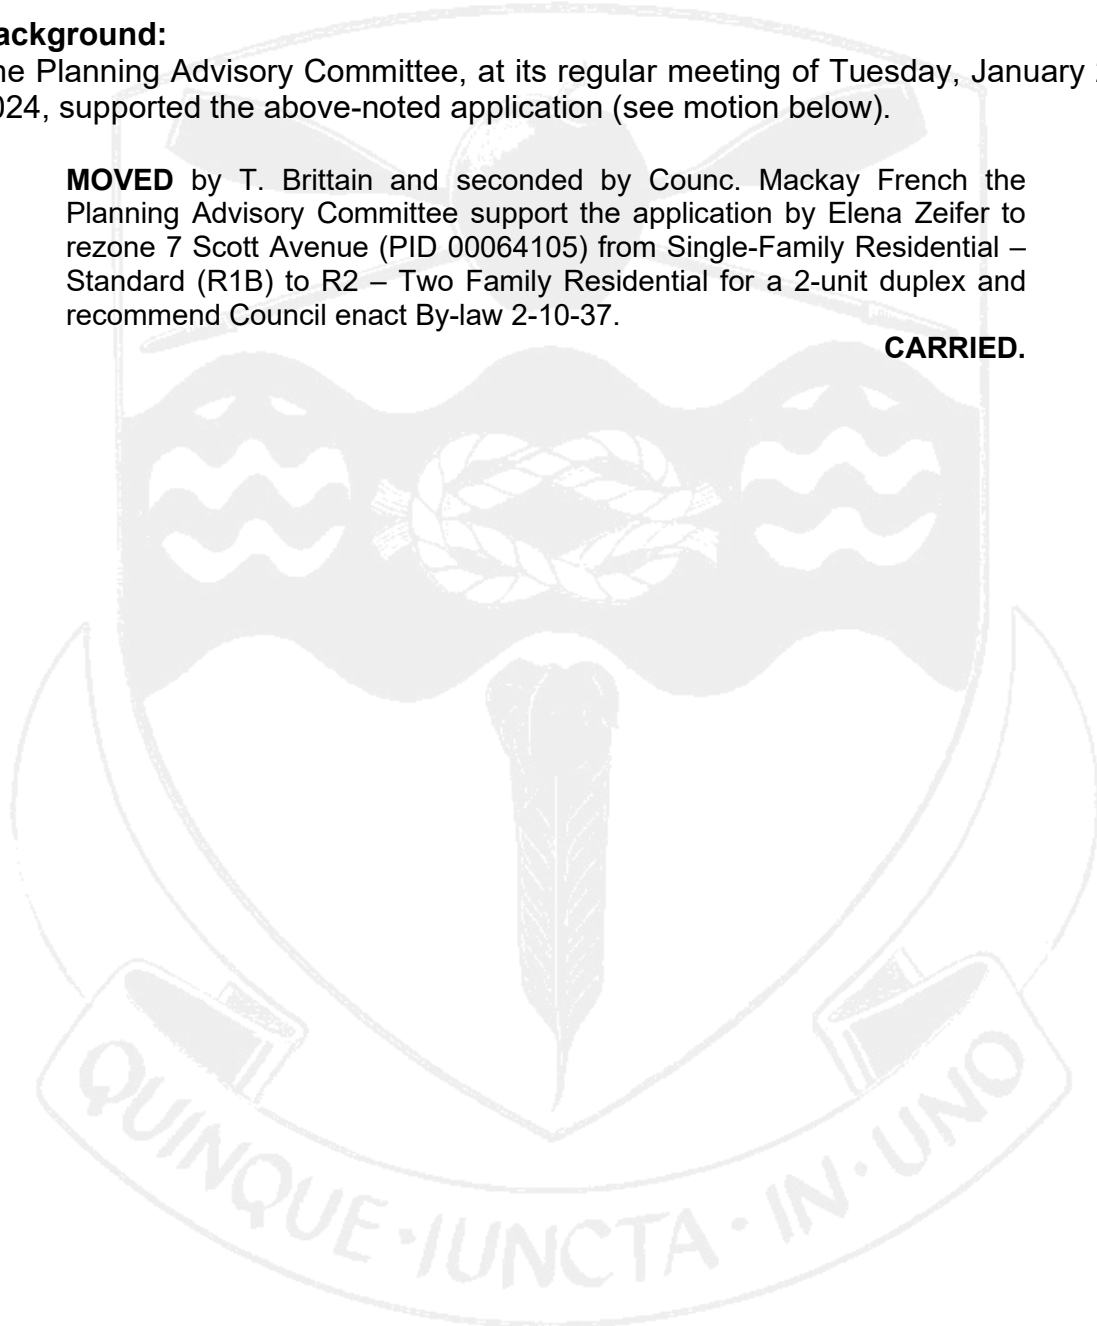 ackground:
ne Planning Advisory Committee, at its regular meeting of Tuesday, January
024, supported the above-noted application (see motion below).
MOVED by T. Brittain and seconded by Counc. Mackay French the
Planning Advisory Committee support the application by Elena Zeifer to
rezone 7 Scott Avenue (PID 00064105) from Single-Family Residential –
Standard (R1B) to R2 – Two Family Residential for a 2-unit duplex and
recommend Council enact By-law 2-10-37.
CARRIED.
QUINQUE·IUNCTA·IN·UNO